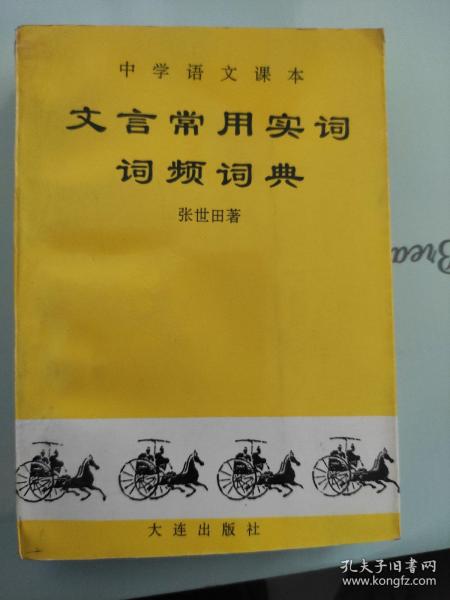 中学语文课本
文言常用实词
词频词典
张世田著
Brea
大连出版社
孔夫子旧书网
www.kongfz.com